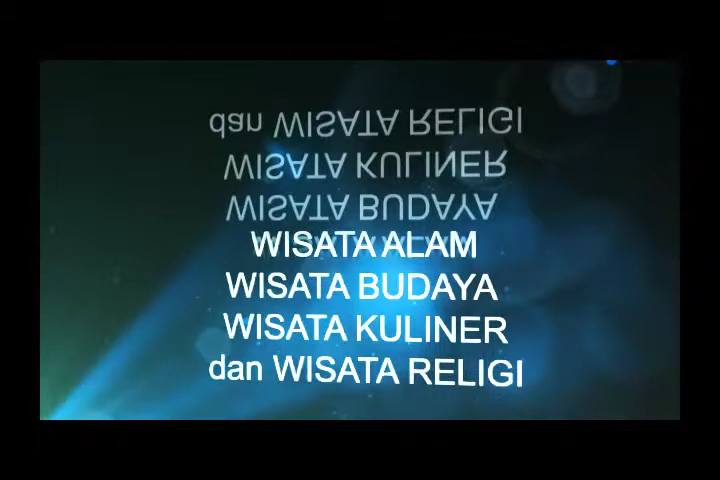 WISATA ALAM
WISATA BUDAYA
WISATA KULINER
dan WISATA RELIGI